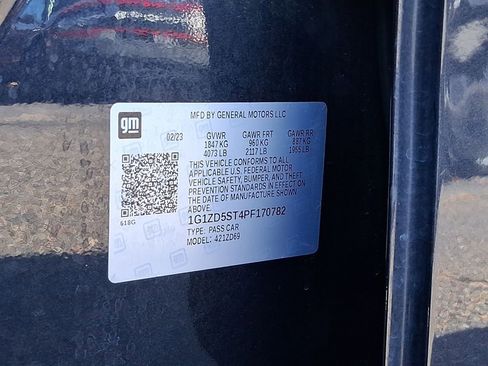 gm
MFD BY GENERAL MOTORS LLC
02/23 GVWR GAWR FRT GAWR RR
1847 KG 960 KG 887 KG
4073 LB 2117 LB 1955 LB
THIS VEHICLE CONFORMS TO ALL
APPLICABLE U.S. FEDERAL MOTOR
VEHICLE SAFETY, BUMPER, AND THEFT
PREVENTION STANDARDS IN EFFECT ON
THE DATE OF MANUFACTURE SHOWN
ABOVE.
618G
1G1ZD5ST4PF170782
TYPE: PASS CAR
MODEL: 421ZD69